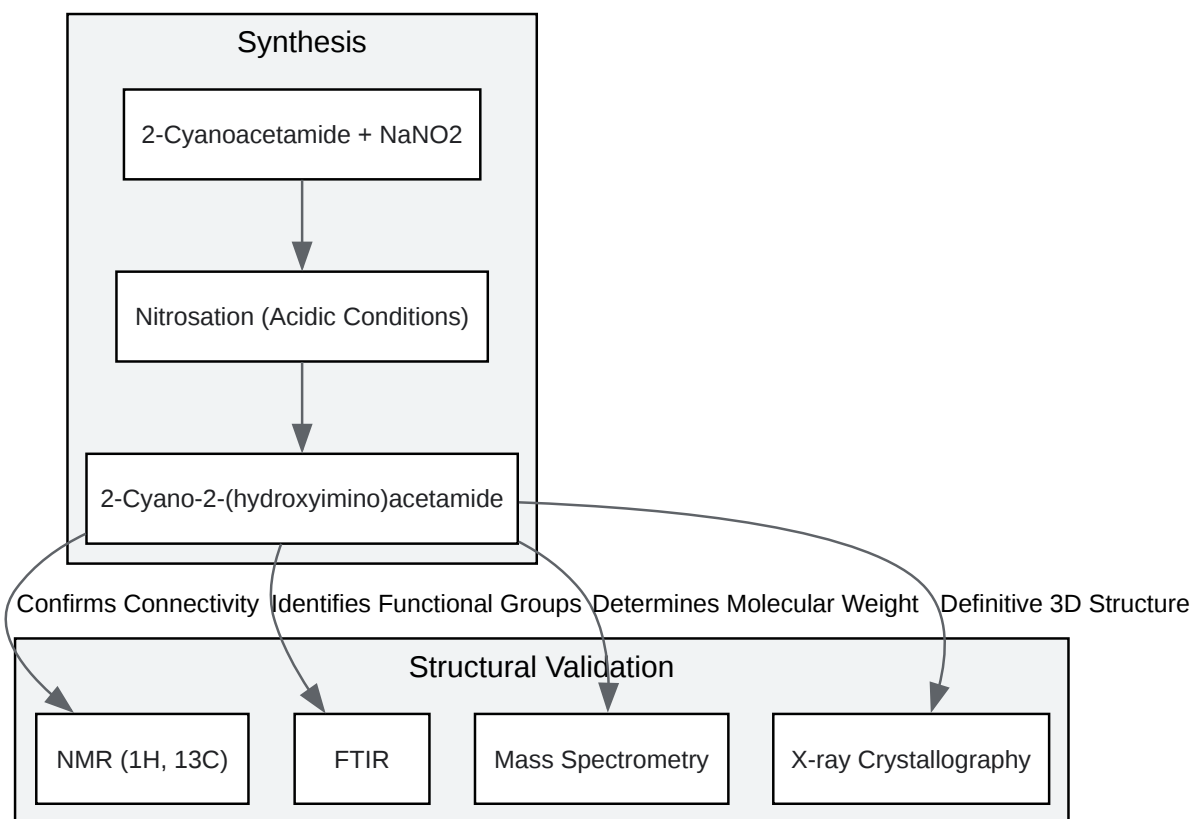 Synthesis
2-Cyanoacetamide + NaNO2
Nitrosation (Acidic Conditions)
2-Cyano-2-(hydroxyimino)acetamide
Confirms Connectivity
Identifies Functional Groups
Determines Molecular Weight
Definitive 3D Structure
Structural Validation
NMR (1H, 13C)
FTIR
Mass Spectrometry
X-ray Crystallography